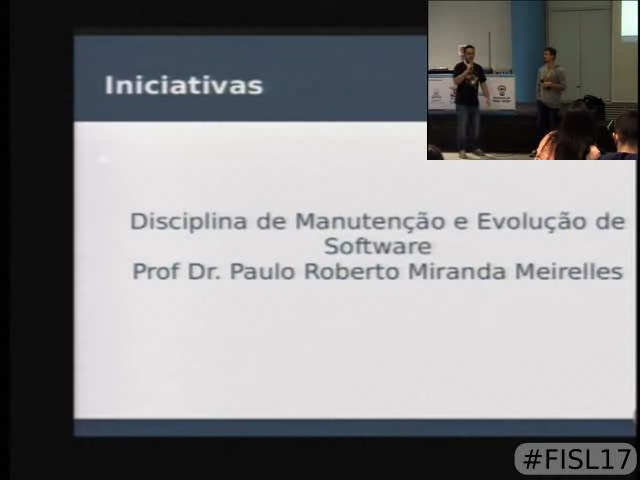 Iniciativas
Disciplina de Manutenção e Evolução de
Software
Prof Dr. Paulo Roberto Miranda Meirelles
#FISL17